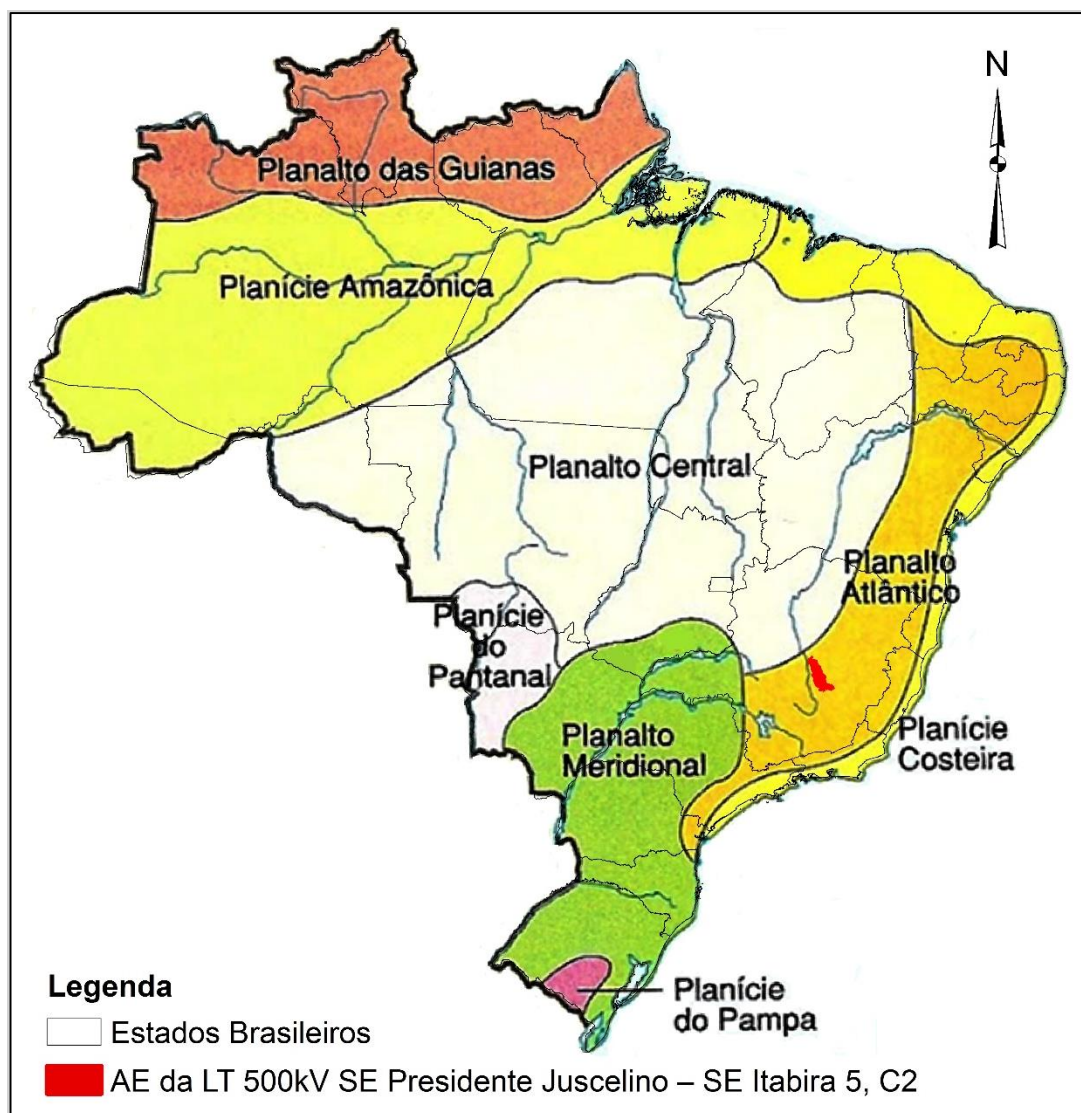 N
Planalto das Guianas
Planície Amazônica
Planalto Central
Planalto
Atlântico
Planície
do
Pantanal
Planalto
Meridional
Planície
Costeira
Planície
do Pampa
Legenda
Estados Brasileiros
AE da LT 500kV SE Presidente Juscelino – SE Itabira 5, C2